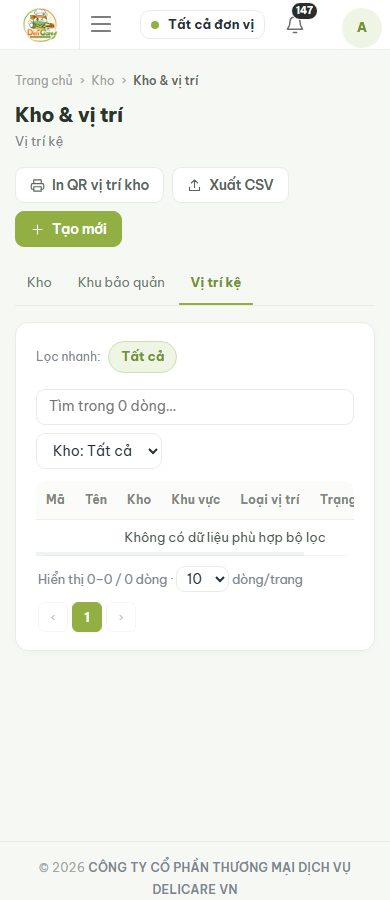 Tất cả đơn vị
147
A
Trang chủ › Kho › Kho & vị trí
Kho & vị trí
Vị trí kệ
In QR vị trí kho
Xuất CSV
+ Tạo mới
Kho
Khu bảo quản
Vị trí kệ
Lọc nhanh:
Tất cả
Tìm trong 0 dòng...
Kho: Tất cả
Mã Tên Kho Khu vực Loại vị trí Trạng
Không có dữ liệu phù hợp bộ lọc
Hiển thị 0–0 / 0 dòng · 10 dòng/trang
‹ 1 ›
© 2026 CÔNG TY CỔ PHẦN THƯƠNG MẠI DỊCH VỤ
DELICARE VN